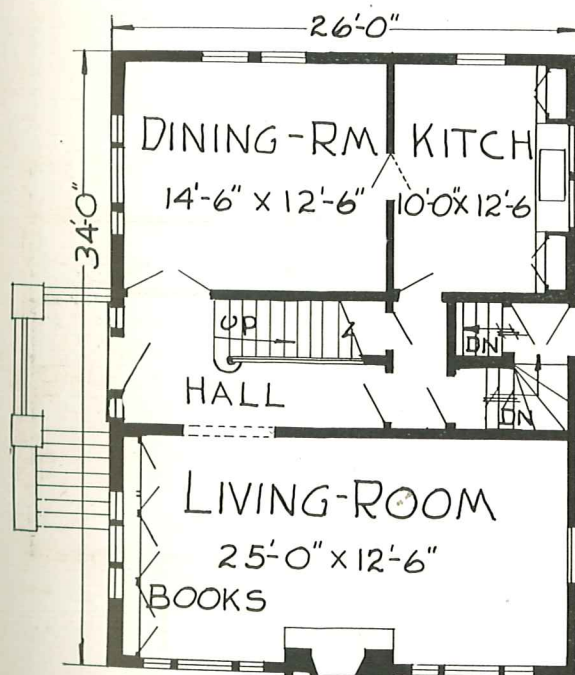 26'-0"
34'-0"
DINING-RM
14'-6" X 12'-6"
KITCH
10'-0" X 12'-6
UP
DN
DN
HALL
LIVING-ROOM
25'-0" X 12'-6"
BOOKS